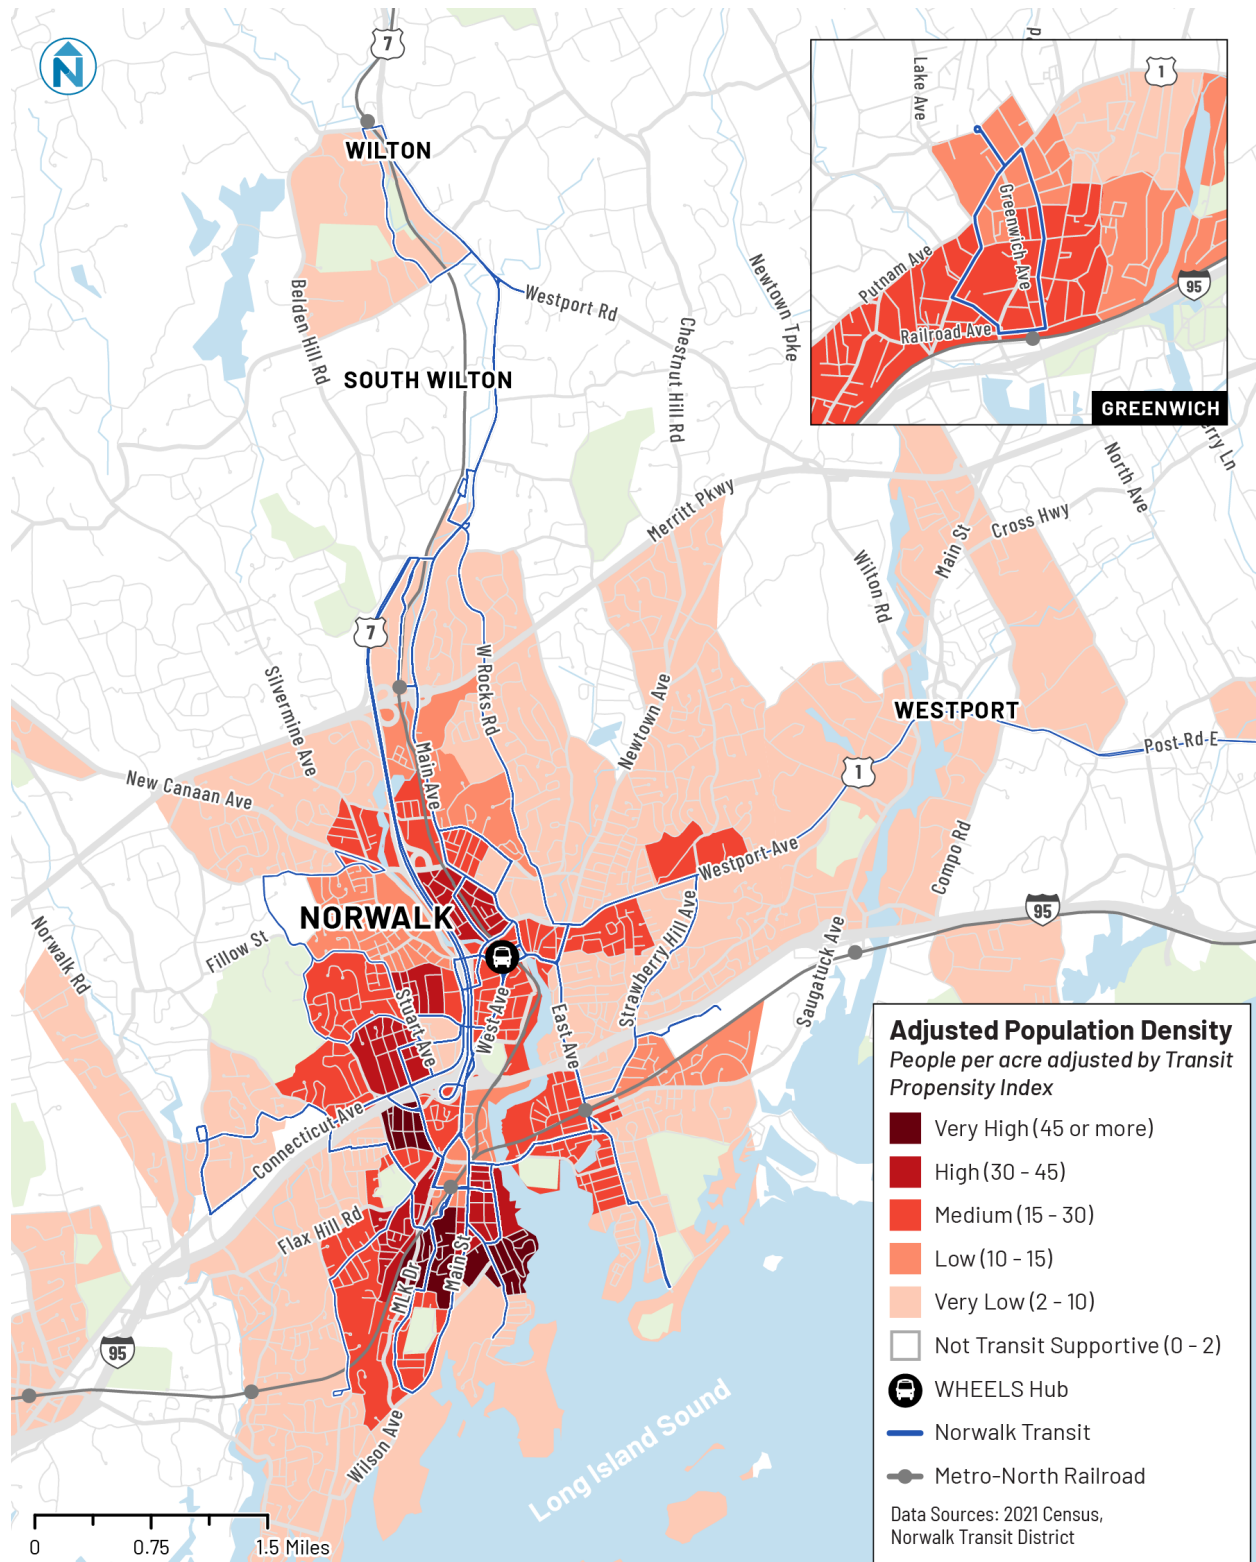 7
N
WILTON
Westport Rd
Belden Hill Rd
SOUTH WILTON
Chestnut Hill Rd
Newtown Tpke
Lake Ave
1
Putnam Ave
Greenwich Ave
Railroad Ave
95
GREENWICH
North Ave
Merritt Pkwy
Cross Hwy
Main St
Wilton Rd
7
W Rocks Rd
Silvermine Ave
Newtown Ave
WESTPORT
Post Rd E
1
Main Ave
New Canaan Ave
Westport Ave
Compo Rd
NORWALK
95
Fillow St
Norwalk Rd
Strawberry Hill Ave
Saugatuck Ave
Stuart Ave
West Ave
East Ave
Connecticut Ave
Flax Hill Rd
MLK Dr
Main St
95
Wilson Ave
Long Island Sound
0
0.75
1.5 Miles
Adjusted Population Density
People per acre adjusted by Transit
Propensity Index
Very High (45 or more)
High (30 - 45)
Medium (15 - 30)
Low (10 - 15)
Very Low (2 - 10)
Not Transit Supportive (0 - 2)
WHEELS Hub
Norwalk Transit
Metro-North Railroad
Data Sources: 2021 Census,
Norwalk Transit District